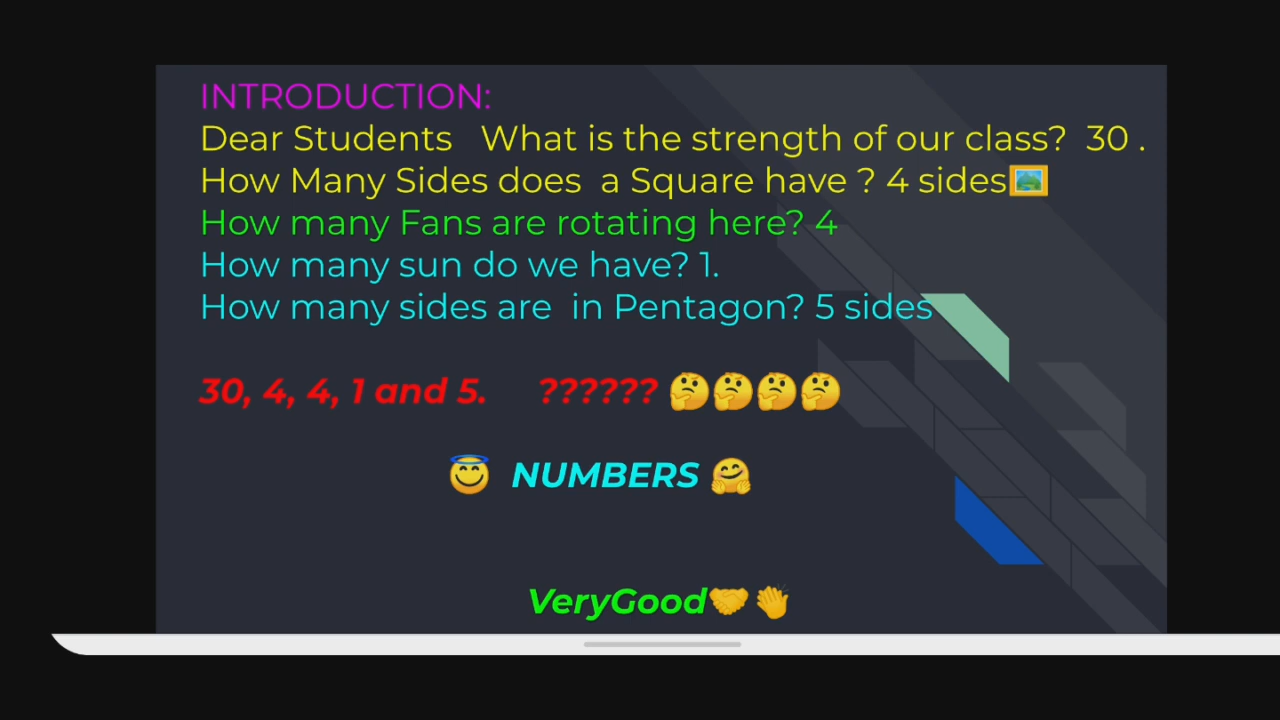 INTRODUCTION:
Dear Students   What is the strength of our class?  30 .
How Many Sides does  a Square have ? 4 sides🖼️
How many Fans are rotating here? 4
How many sun do we have? 1.
How many sides are  in Pentagon? 5 sides
30, 4, 4, 1 and 5.     ?????? 🤔🤔🤔🤔
😇  NUMBERS 🤗
VeryGood🤝👏